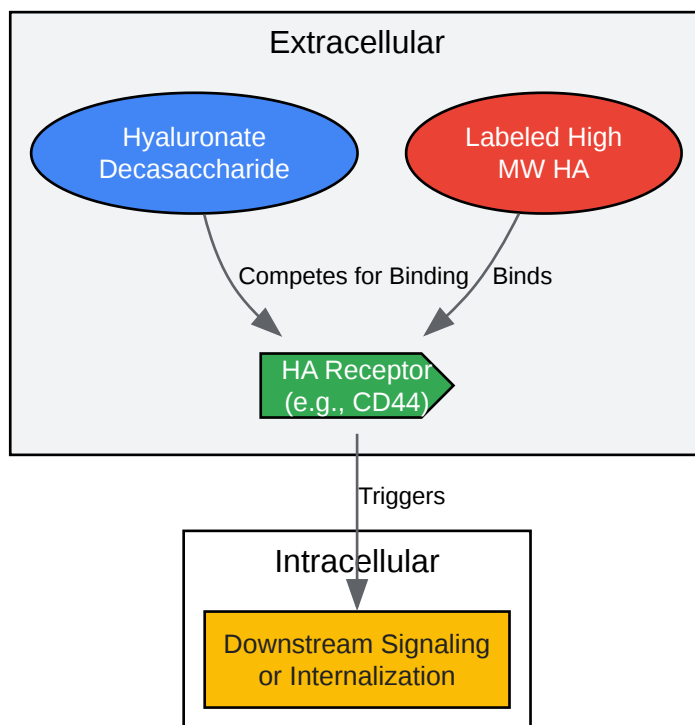 Extracellular
Hyaluronate
Decasaccharide
Labeled High
MW HA
Competes for Binding
Binds
HA Receptor
(e.g., CD44)
Triggers
Intracellular
Downstream Signaling
or Internalization